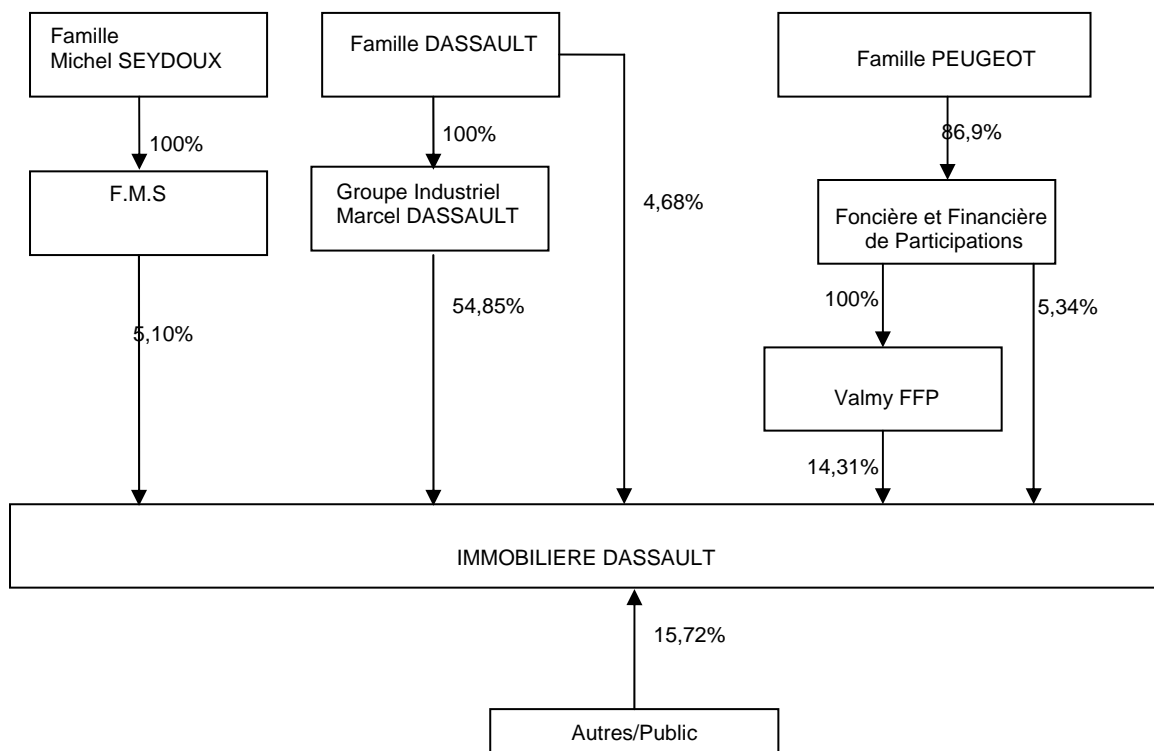 Famille
Michel SEYDOUX
Famille DASSAULT
Famille PEUGEOT
100%
100%
86,9%
F.M.S
Groupe Industriel
Marcel DASSAULT
4,68%
Foncière et Financière
de Participations
5,10%
54,85%
100%
5,34%
Valmy FFP
14,31%
IMMOBILIERE DASSAULT
15,72%
Autres/Public